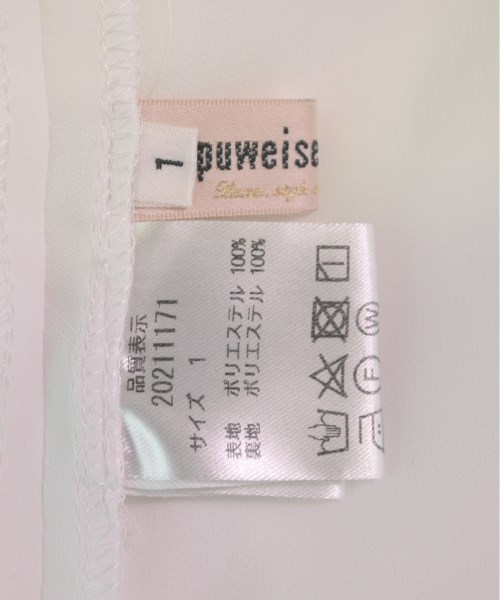 1
puweise
品質表示
20211171
サイズ 1
表地 ポリエステル 100%
裏地 ポリエステル 100%
W
F